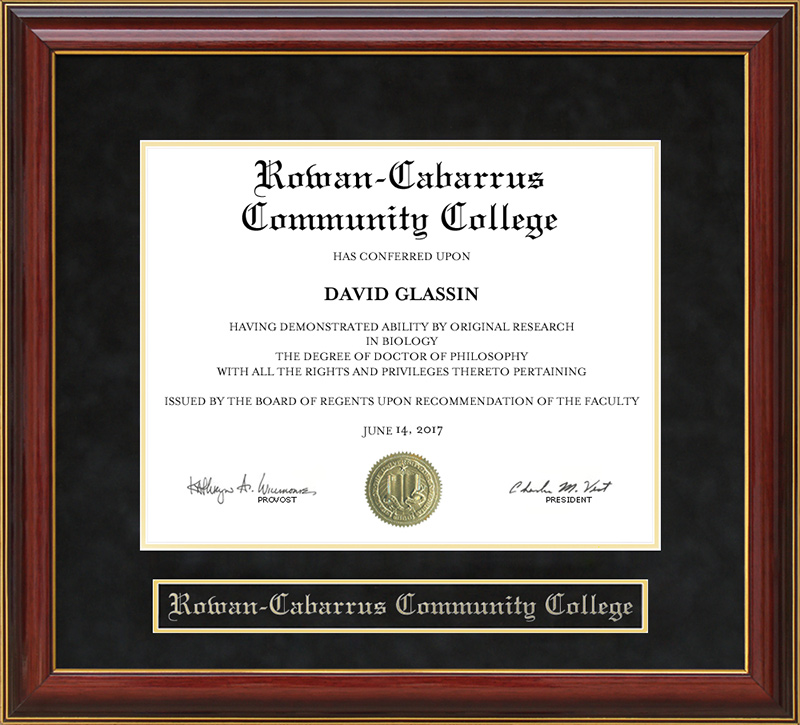 Rowan-Cabarrus
Community College
HAS CONFERRED UPON
DAVID GLASSIN
HAVING DEMONSTRATED ABILITY BY ORIGINAL RESEARCH
IN BIOLOGY
THE DEGREE OF DOCTOR OF PHILOSOPHY
WITH ALL THE RIGHTS AND PRIVILEGES THERETO PERTAINING
ISSUED BY THE BOARD OF REGENTS UPON RECOMMENDATION OF THE FACULTY
JUNE 14, 2017
Charles M. Vest
PROVOST
PRESIDENT
Rowan-Cabarrus Community College